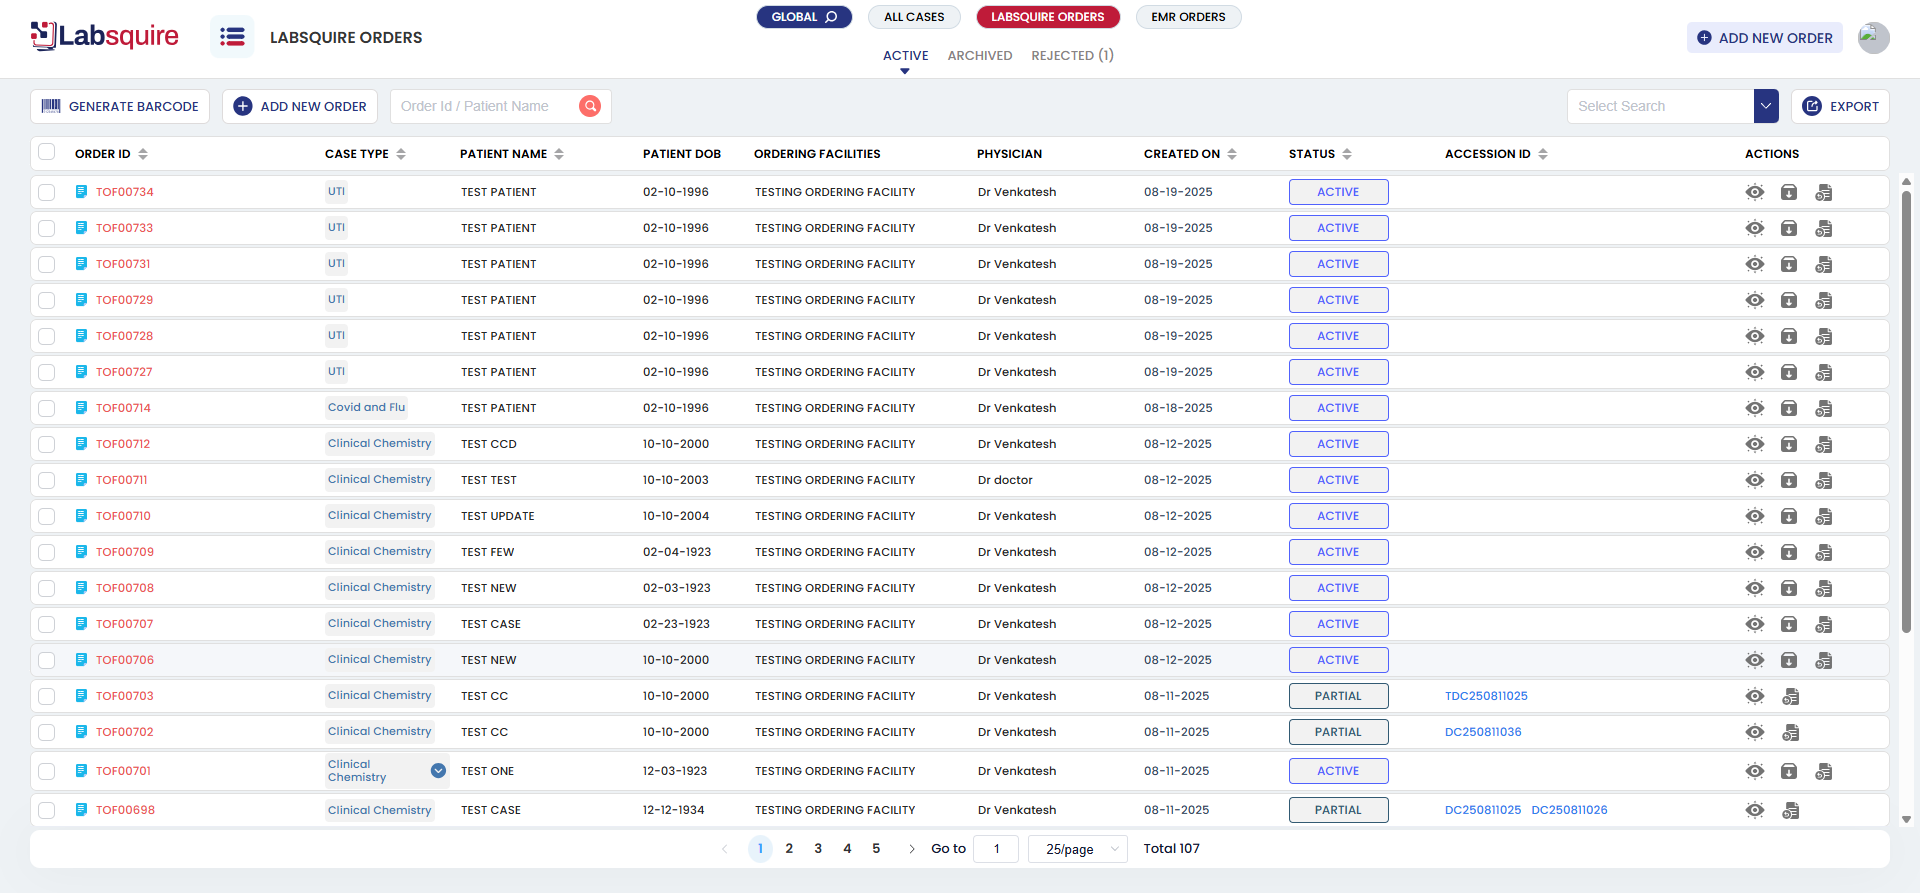 Labsquire
LABSQUIRE ORDERS
GLOBAL ALL CASES LABSQUIRE ORDERS EMR ORDERS
ACTIVE ARCHIVED REJECTED (1)
ADD NEW ORDER
GENERATE BARCODE ADD NEW ORDER Order Id / Patient Name Select Search EXPORT
ORDER ID CASE TYPE PATIENT NAME PATIENT DOB ORDERING FACILITIES PHYSICIAN CREATED ON STATUS ACCESSION ID ACTIONS
TOF00734 UTI TEST PATIENT 02-10-1996 TESTING ORDERING FACILITY Dr Venkatesh 08-19-2025 ACTIVE
TOF00733 UTI TEST PATIENT 02-10-1996 TESTING ORDERING FACILITY Dr Venkatesh 08-19-2025 ACTIVE
TOF00731 UTI TEST PATIENT 02-10-1996 TESTING ORDERING FACILITY Dr Venkatesh 08-19-2025 ACTIVE
TOF00729 UTI TEST PATIENT 02-10-1996 TESTING ORDERING FACILITY Dr Venkatesh 08-19-2025 ACTIVE
TOF00728 UTI TEST PATIENT 02-10-1996 TESTING ORDERING FACILITY Dr Venkatesh 08-19-2025 ACTIVE
TOF00727 UTI TEST PATIENT 02-10-1996 TESTING ORDERING FACILITY Dr Venkatesh 08-19-2025 ACTIVE
TOF00714 Covid and Flu TEST PATIENT 02-10-1996 TESTING ORDERING FACILITY Dr Venkatesh 08-18-2025 ACTIVE
TOF00712 Clinical Chemistry TEST CCD 10-10-2000 TESTING ORDERING FACILITY Dr Venkatesh 08-12-2025 ACTIVE
TOF00711 Clinical Chemistry TEST TEST 10-10-2003 TESTING ORDERING FACILITY Dr doctor 08-12-2025 ACTIVE
TOF00710 Clinical Chemistry TEST UPDATE 10-10-2004 TESTING ORDERING FACILITY Dr Venkatesh 08-12-2025 ACTIVE
TOF00709 Clinical Chemistry TEST FEW 02-04-1923 TESTING ORDERING FACILITY Dr Venkatesh 08-12-2025 ACTIVE
TOF00708 Clinical Chemistry TEST NEW 02-03-1923 TESTING ORDERING FACILITY Dr Venkatesh 08-12-2025 ACTIVE
TOF00707 Clinical Chemistry TEST CASE 02-23-1923 TESTING ORDERING FACILITY Dr Venkatesh 08-12-2025 ACTIVE
TOF00706 Clinical Chemistry TEST NEW 10-10-2000 TESTING ORDERING FACILITY Dr Venkatesh 08-12-2025 ACTIVE
TOF00703 Clinical Chemistry TEST CC 10-10-2000 TESTING ORDERING FACILITY Dr Venkatesh 08-11-2025 PARTIAL TDC250811025
TOF00702 Clinical Chemistry TEST CC 10-10-2000 TESTING ORDERING FACILITY Dr Venkatesh 08-11-2025 PARTIAL DC250811036
TOF00701 Clinical Chemistry TEST ONE 12-03-1923 TESTING ORDERING FACILITY Dr Venkatesh 08-11-2025 ACTIVE
TOF00698 Clinical Chemistry TEST CASE 12-12-1934 TESTING ORDERING FACILITY Dr Venkatesh 08-11-2025 PARTIAL DC250811025 DC250811026
1 2 3 4 5 Go to 1 25/page Total 107